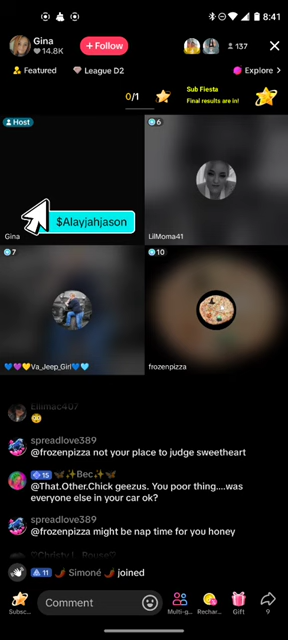 8:41
Gina
14.8K
+ Follow
137
Featured
League D2
Explore >
0/1
Sub Fiesta
Final results are in!
Host
6
$Alayjahjason
Gina
LilMoma41
7
10
💙💜💛Va_Jeep_Girl💙🩵
frozenpizza
Ellimac407
spreadlove389
@frozenpizza not your place to judge sweetheart
15 🦋✨Bec✨🦋
@That.Other.Chick geezus. You poor thing....was
everyone else in your car ok?
spreadlove389
@frozenpizza might be nap time for you honey
♡Christy L. Rouse♡
11 🌶️ Simoné 🌶️ joined
Comment
Subsc...
Multi-g...
Rechar...
Gift
9